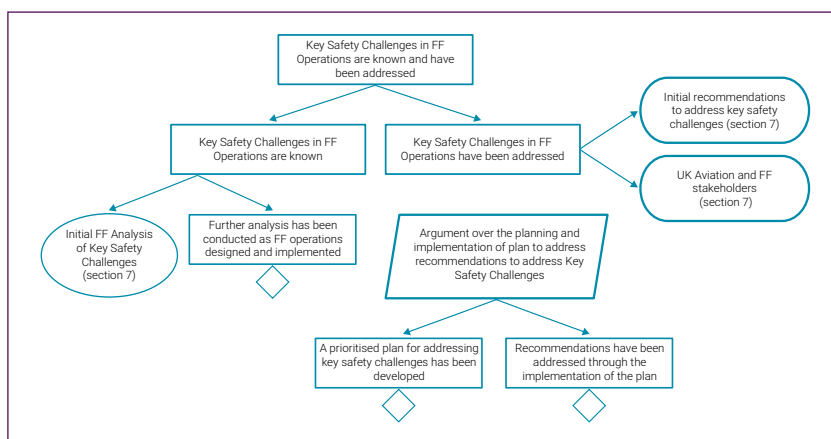 Key Safety Challenges in FF
Operations are known and have
been addressed
Initial recommendations
to address key safety
challenges (section 7)
Key Safety Challenges in FF
Operations are known
Key Safety Challenges in FF
Operations have been addressed
UK Aviation and FF
stakeholders
(section 7)
Initial FF Analysis
of Key Safety
Challenges
(section 7)
Further analysis has been
conducted as FF operations
designed and implemented
Argument over the planning and
implementation of plan to address
recommendations to address Key
Safety Challenges
A prioritised plan for addressing
key safety challenges has been
developed
Recommendations have been
addressed through the
implementation of the plan